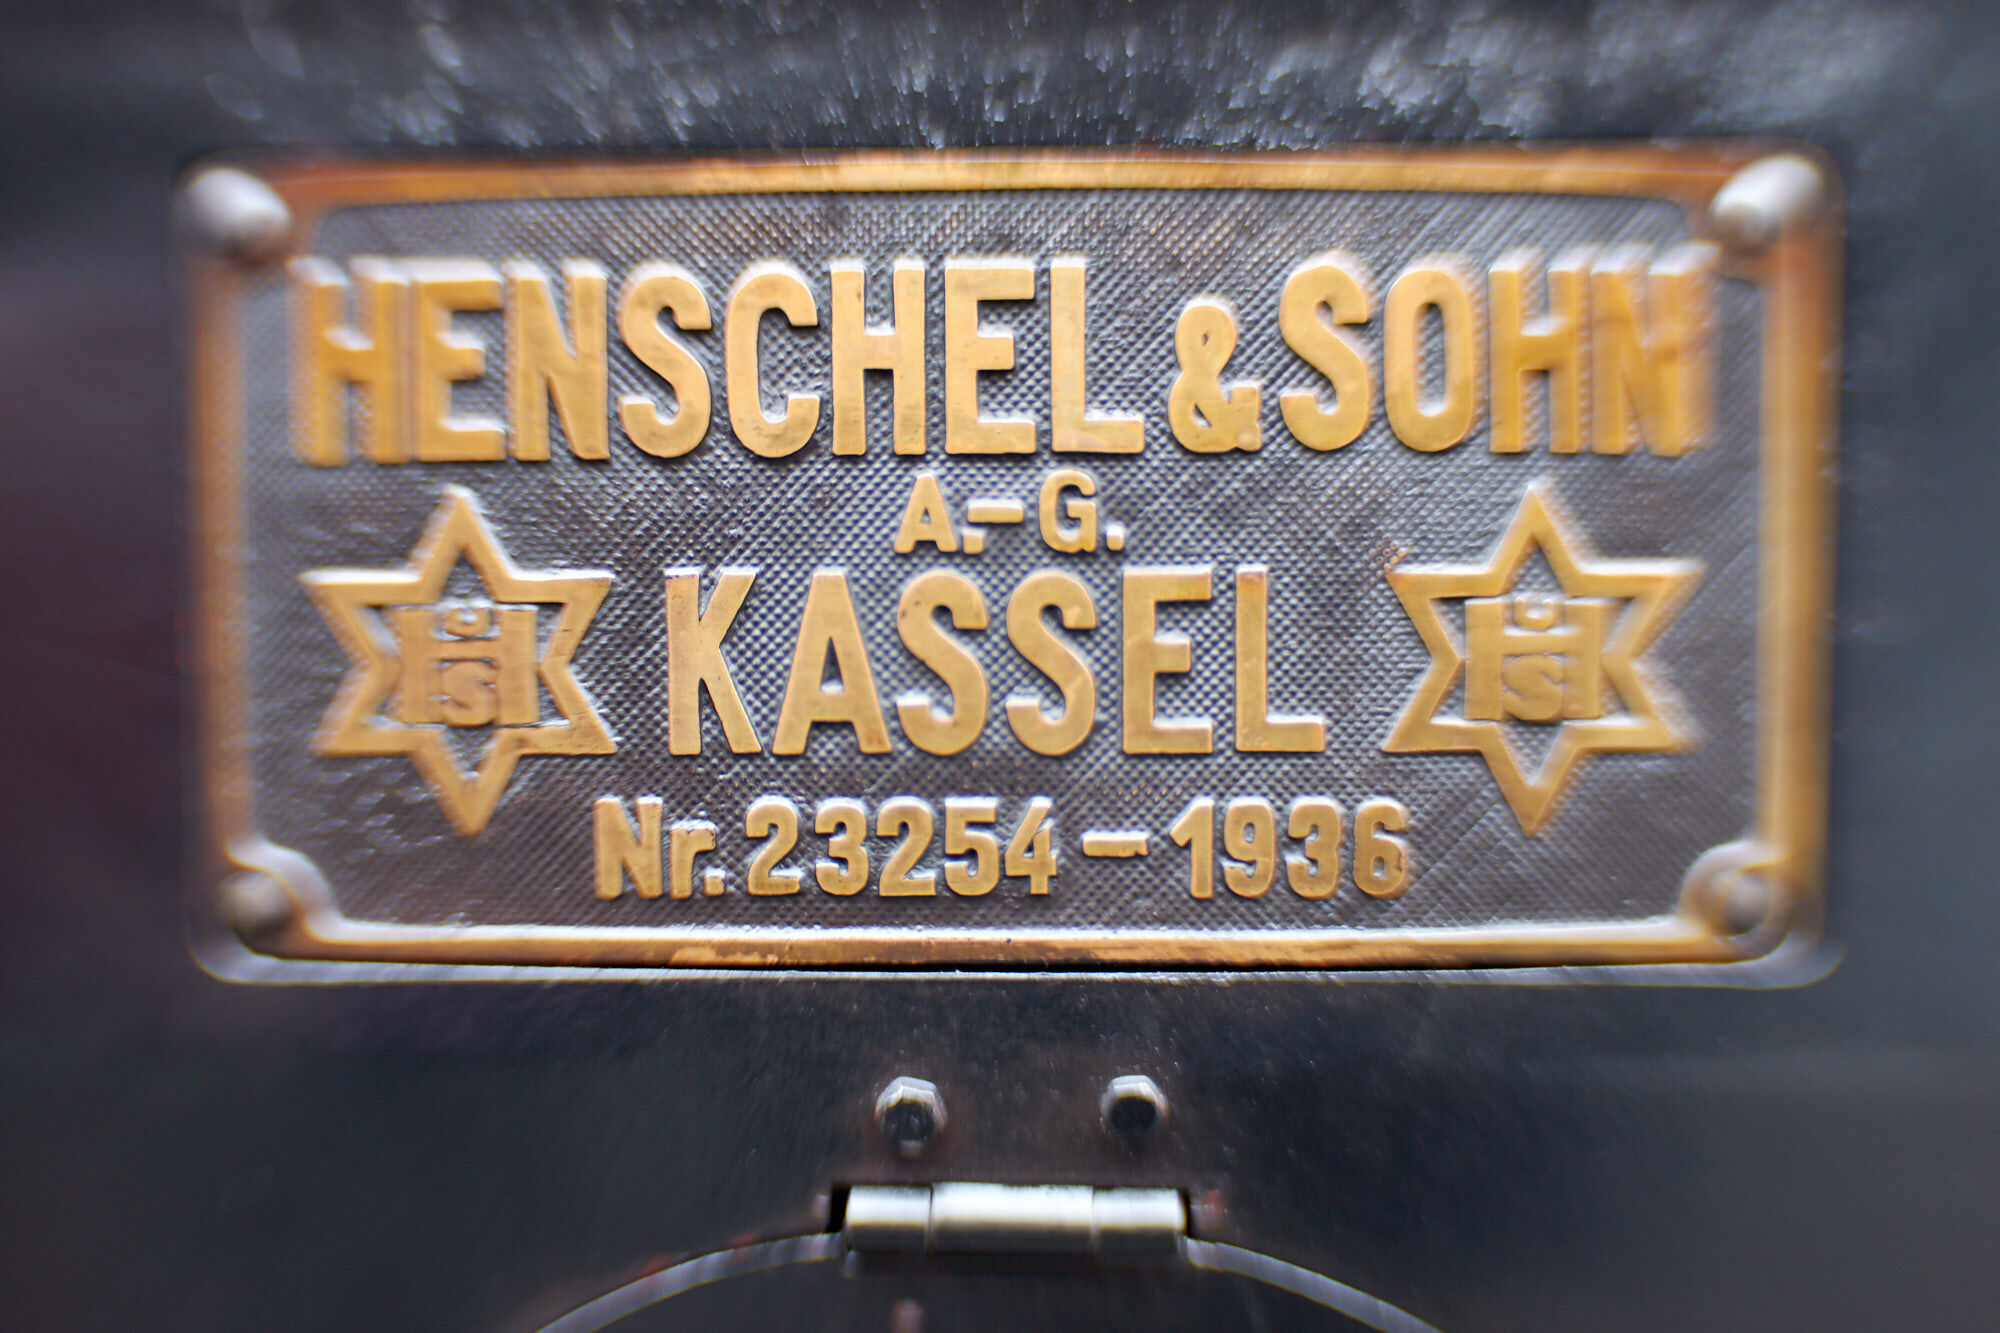 HENSCHEL & SOHN
A.-G.
KASSEL
Nr. 23254 - 1936